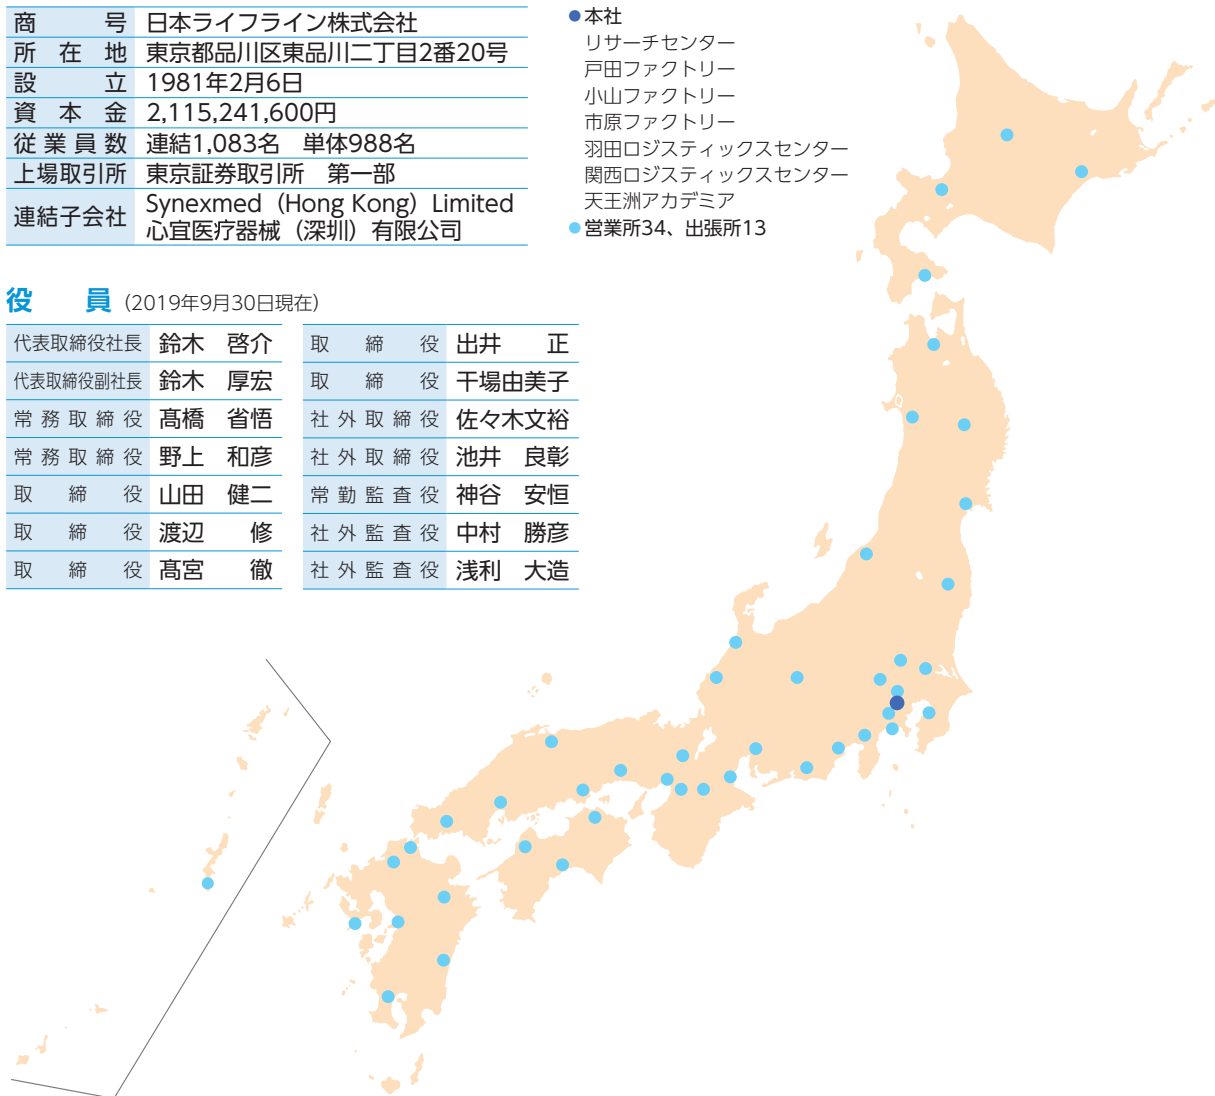 商号 日本ライフライン株式会社
所在地 東京都品川区東品川二丁目2番20号
設立 1981年2月6日
資本金 2,115,241,600円
従業員数 連結1,083名 単体988名
上場取引所 東京証券取引所 第一部
連結子会社 Synexmed（Hong Kong）Limited
心宜医疗器械（深圳）有限公司
●本社
リサーチセンター
戸田ファクトリー
小山ファクトリー
市原ファクトリー
羽田ロジスティックスセンター
関西ロジスティックスセンター
天王洲アカデミア
●営業所34、出張所13
役員（2019年9月30日現在）
代表取締役社長 鈴木 啓介
代表取締役副社長 鈴木 厚宏
常務取締役 髙橋 省悟
常務取締役 野上 和彦
取締役 山田 健二
取締役 渡辺 修
取締役 髙宮 徹
取締役 出井 正
取締役 干場由美子
社外取締役 佐々木文裕
社外取締役 池井 良彰
常勤監査役 神谷 安恒
社外監査役 中村 勝彦
社外監査役 浅利 大造